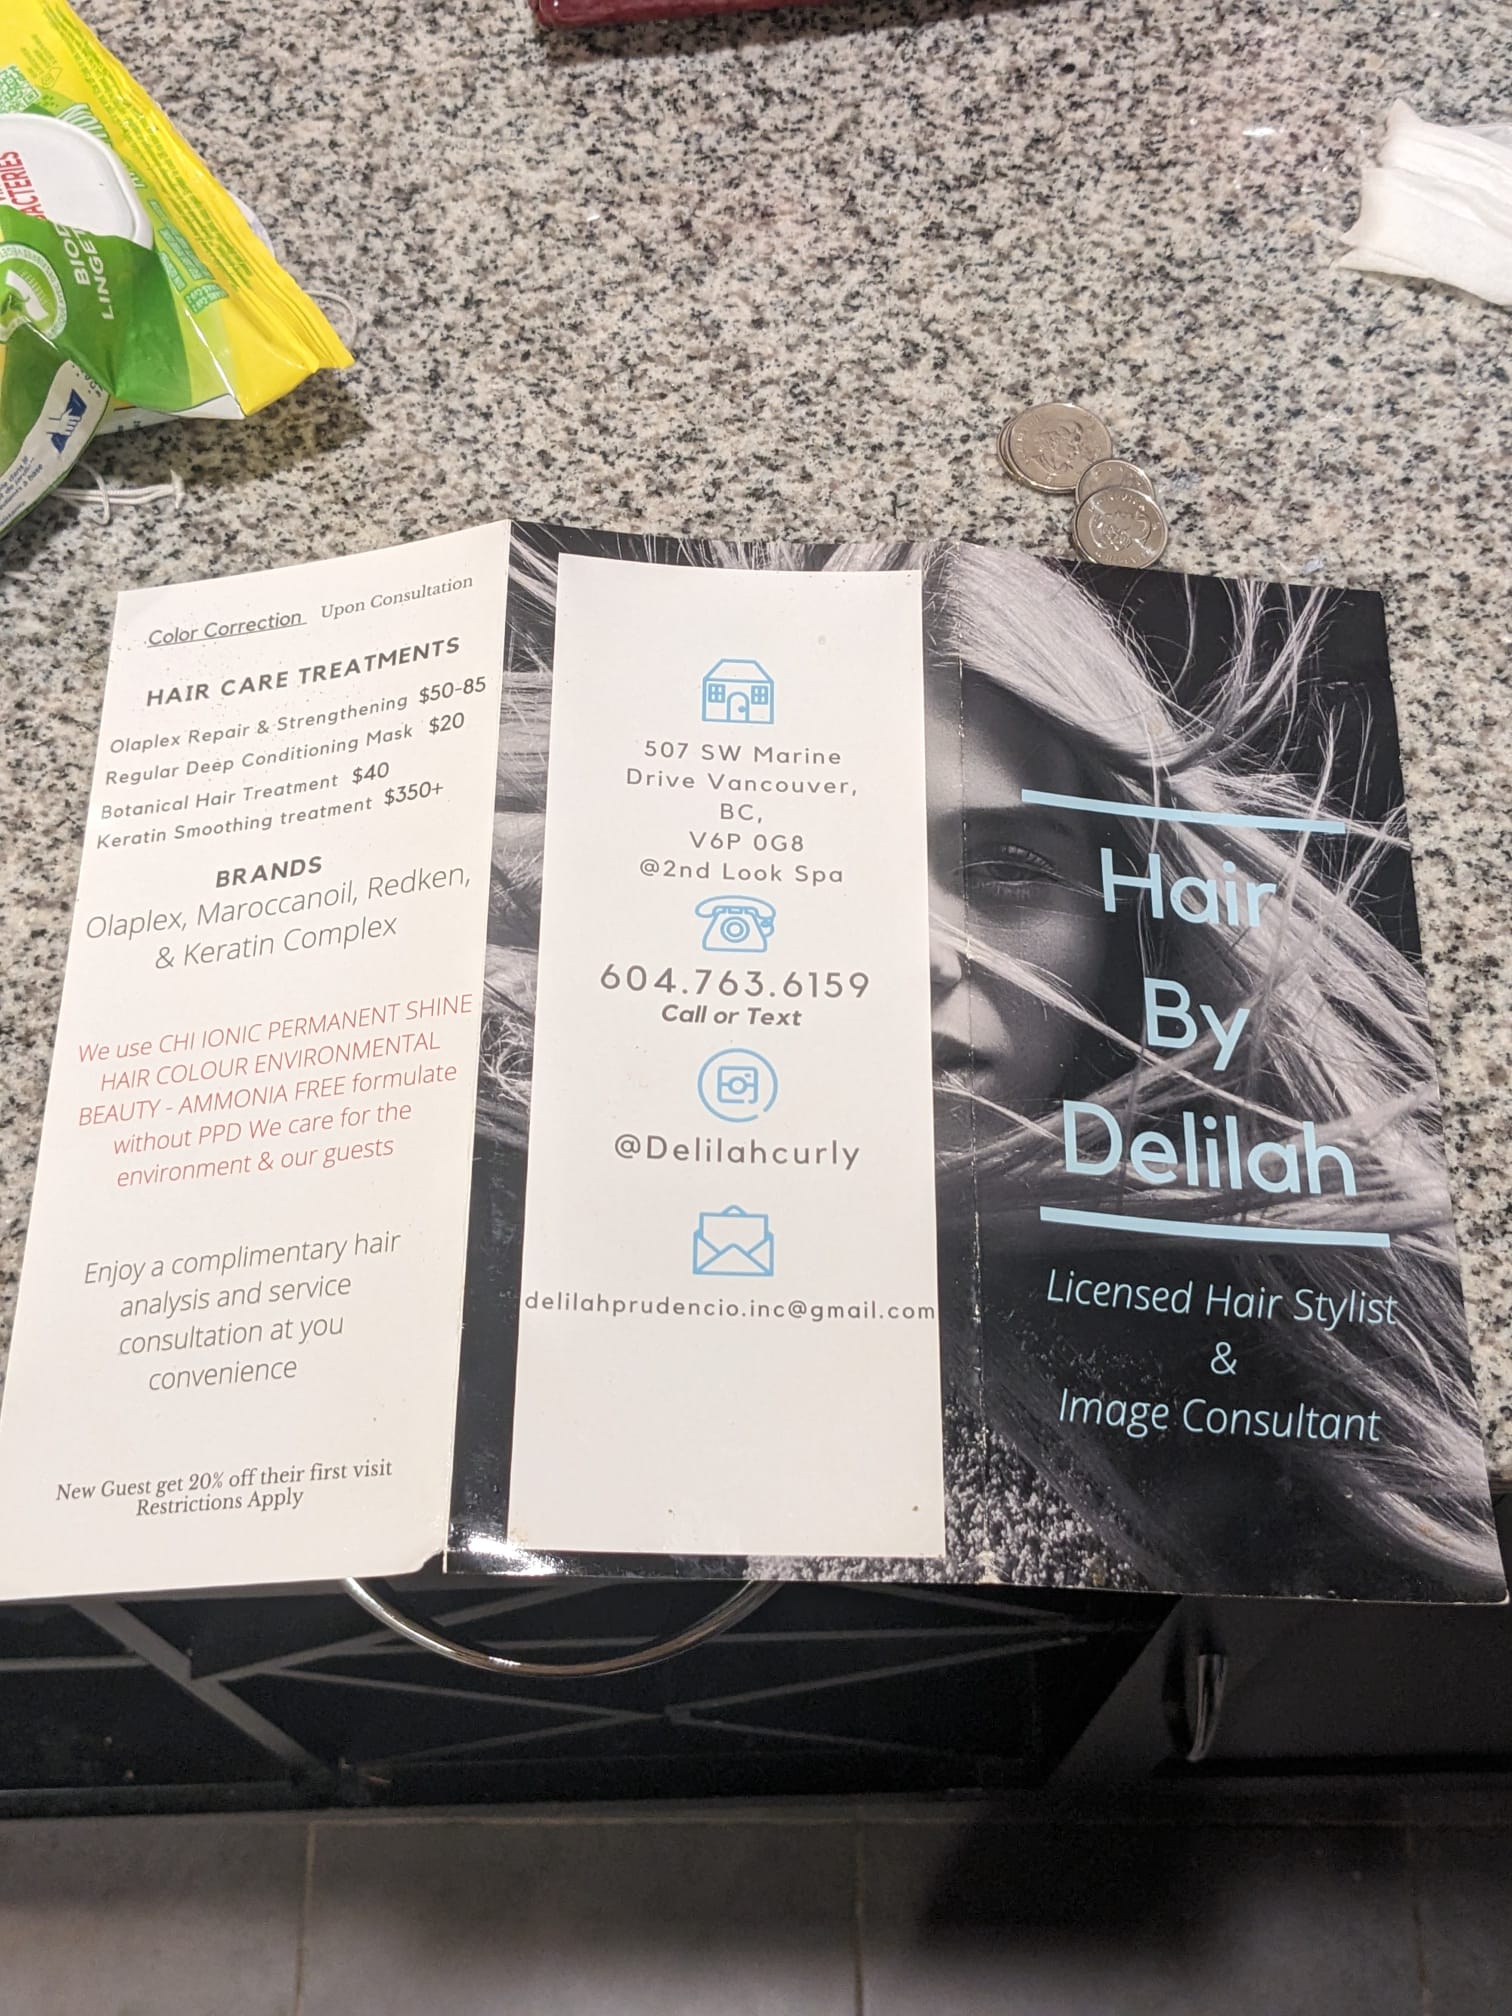 ACTERIES
Color Correction Upon Consultation
HAIR CARE TREATMENTS
Olaplex Repair & Strengthening $50-85
Regular Deep Conditioning Mask $20
Botanical Hair Treatment $40
Keratin Smoothing treatment $350+
BRANDS
Olaplex, Maroccanoil, Redken,
& Keratin Complex
We use CHI IONIC PERMANENT SHINE
HAIR COLOUR ENVIRONMENTAL
BEAUTY - AMMONIA FREE formulate
without PPD We care for the
environment & our guests
Enjoy a complimentary hair
analysis and service
consultation at you
convenience
New Guest get 20% off their first visit
Restrictions Apply
507 SW Marine
Drive Vancouver,
BC,
V6P 0G8
@2nd Look Spa
604.763.6159
Call or Text
@Delilahcurly
delilahprudencio.inc@gmail.com
Hair
By
Delilah
Licensed Hair Stylist
&
Image Consultant